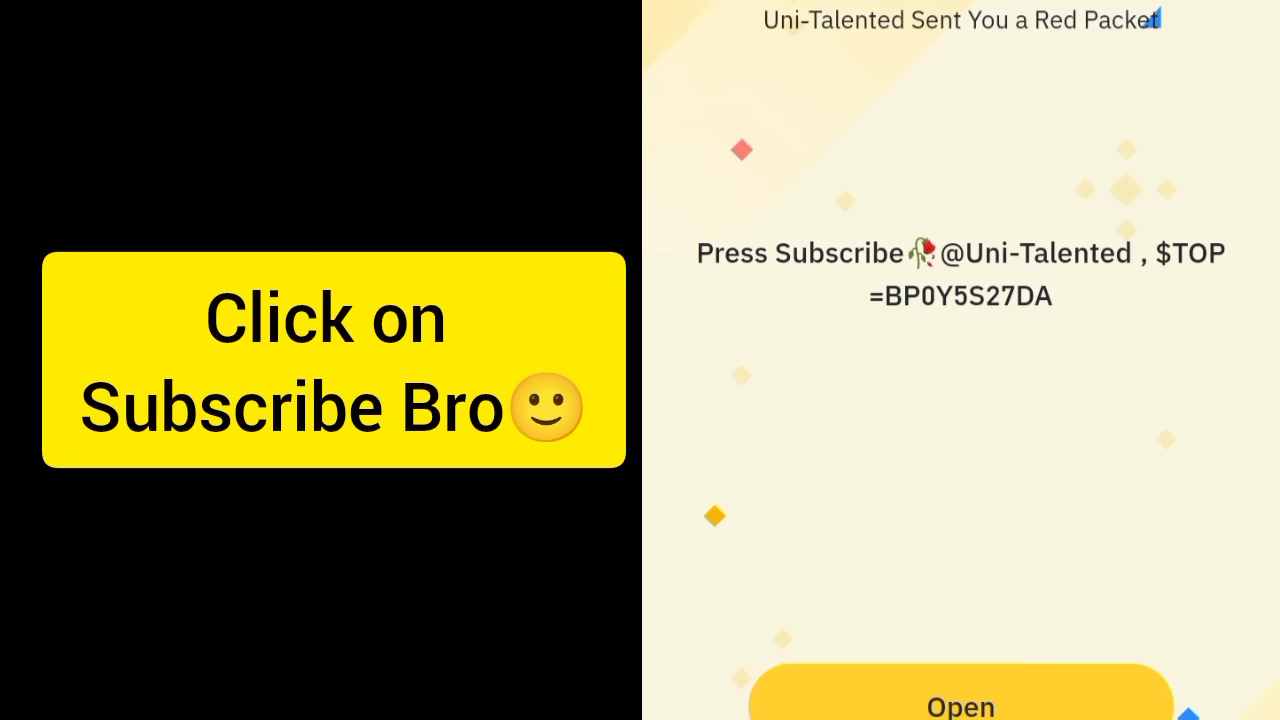 Click on
Subscribe Bro🙂
Uni-Talented Sent You a Red Packet
Press Subscribe🥀@Uni-Talented , $TOP
=BP0Y5S27DA
Open